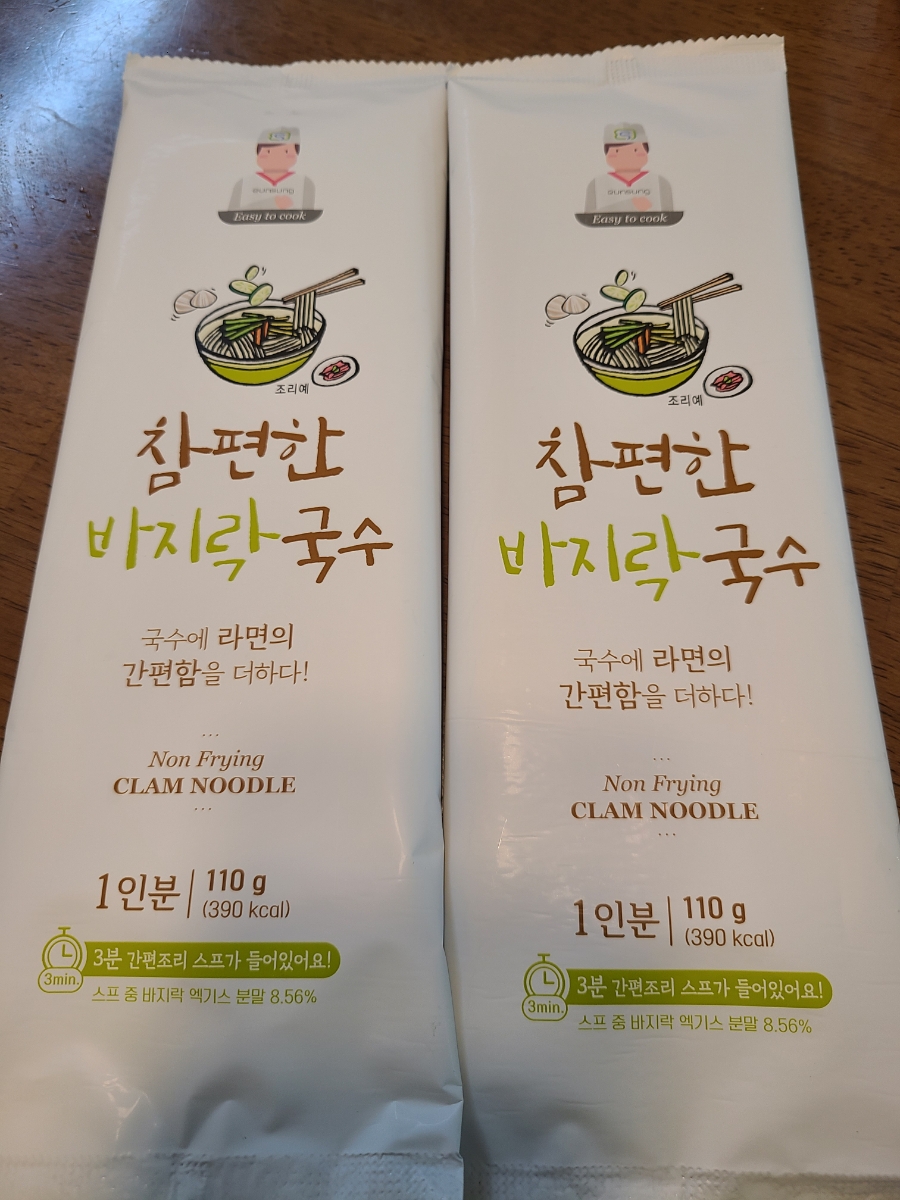 Easy to cook
조리예
참편한
바지락국수
국수에 라면의
간편함을 더하다!
Non Frying
CLAM NOODLE
1인분 110 g
(390 kcal)
3min. 3분 간편조리 스프가 들어있어요!
스프 중 바지락 엑기스 분말 8.56%
Easy to cook
조리예
참편한
바지락국수
국수에 라면의
간편함을 더하다!
Non Frying
CLAM NOODLE
1인분 110 g
(390 kcal)
3min. 3분 간편조리 스프가 들어있어요!
스프 중 바지락 엑기스 분말 8.56%